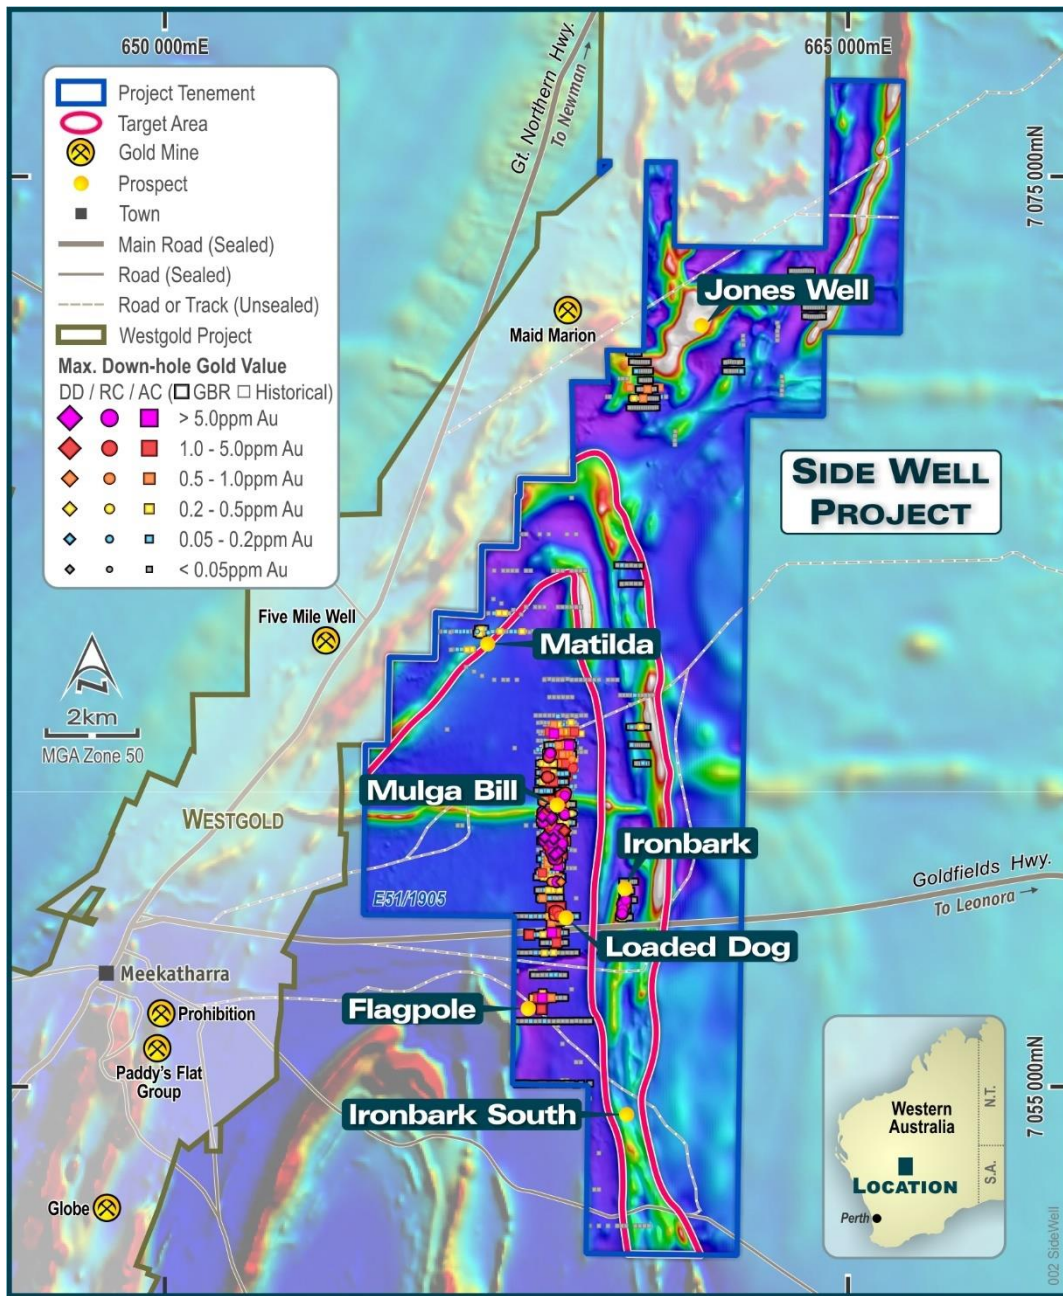 650 000mE
665 000mE
Project Tenement
Target Area
Gold Mine
Prospect
Town
Main Road (Sealed)
Road (Sealed)
Road or Track (Unsealed)
Westgold Project
Max. Down-hole Gold Value
DD / RC / AC (GBR Historical)
> 5.0ppm Au
1.0 - 5.0ppm Au
0.5 - 1.0ppm Au
0.2 - 0.5ppm Au
0.05 - 0.2ppm Au
< 0.05ppm Au
Gt. Northern Hwy.
To Newman
7 075 000mN
Jones Well
Maid Marion
SIDE WELL
PROJECT
Five Mile Well
Matilda
N
2km
MGA Zone 50
Mulga Bill
WESTGOLD
Ironbark
Goldfields Hwy.
To Leonora
E51/1905
Loaded Dog
Meekatharra
Flagpole
Prohibition
Paddy's Flat
Group
Ironbark South
7 055 000mN
Globe
Western
Australia
N.T.
S.A.
LOCATION
Perth
002 SideWell